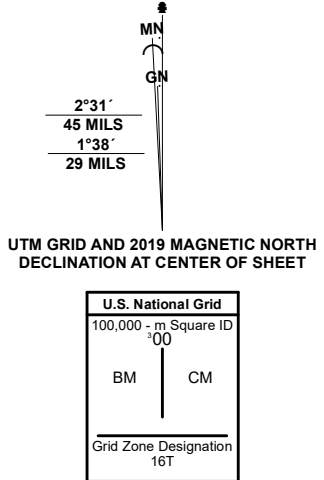 MN
GN
2°31´
45 MILS
1°38´
29 MILS
UTM GRID AND 2019 MAGNETIC NORTH
DECLINATION AT CENTER OF SHEET
U.S. National Grid
100,000 - m Square ID
³00
BM CM
Grid Zone Designation
16T